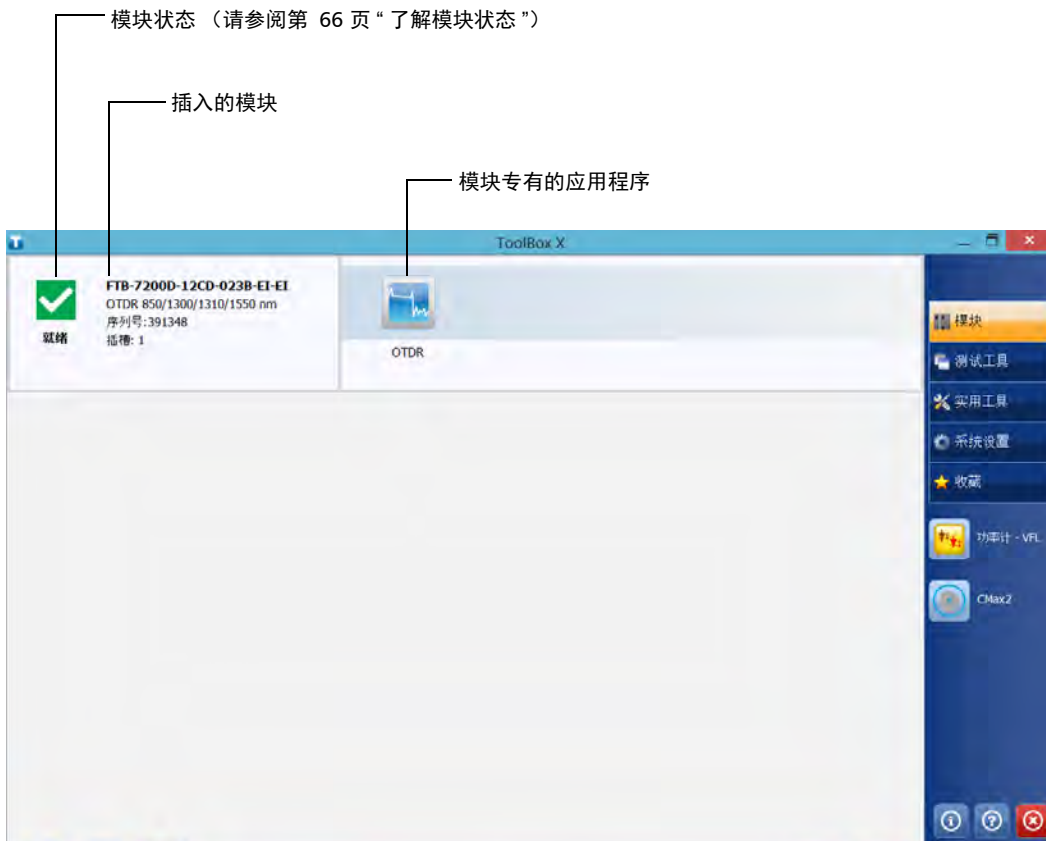 模块状态 （请参阅第 66 页 “ 了解模块状态 ”）
插入的模块
模块专有的应用程序
ToolBox X
FTB-7200D-12CD-023B-EI-EI
OTDR 850/1300/1310/1550 nm
序列号:391348
插槽: 1
就绪
OTDR
模块
测试工具
实用工具
系统设置
收藏
功率计 - VFL
CMax2